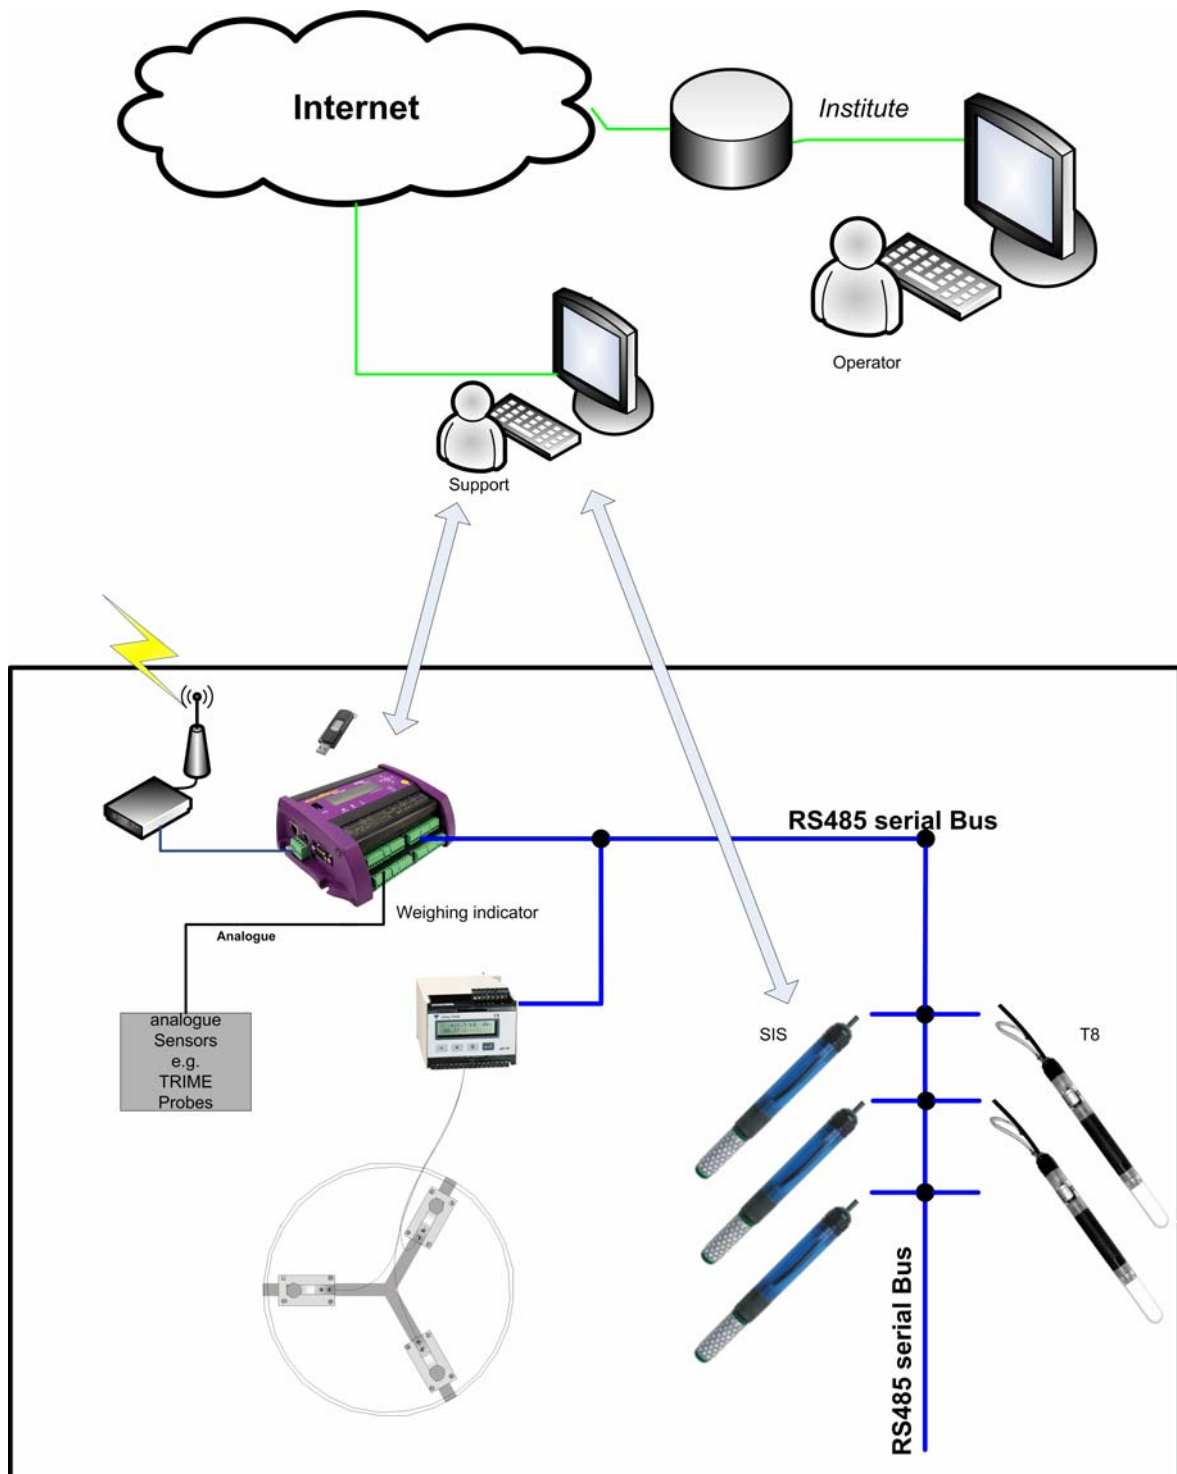 Internet
Institute
Operator
Support
RS485 serial Bus
Weighing indicator
Analogue
analogue
Sensors
e.g.
TRIME
Probes
SIS
T8
RS485 serial Bus